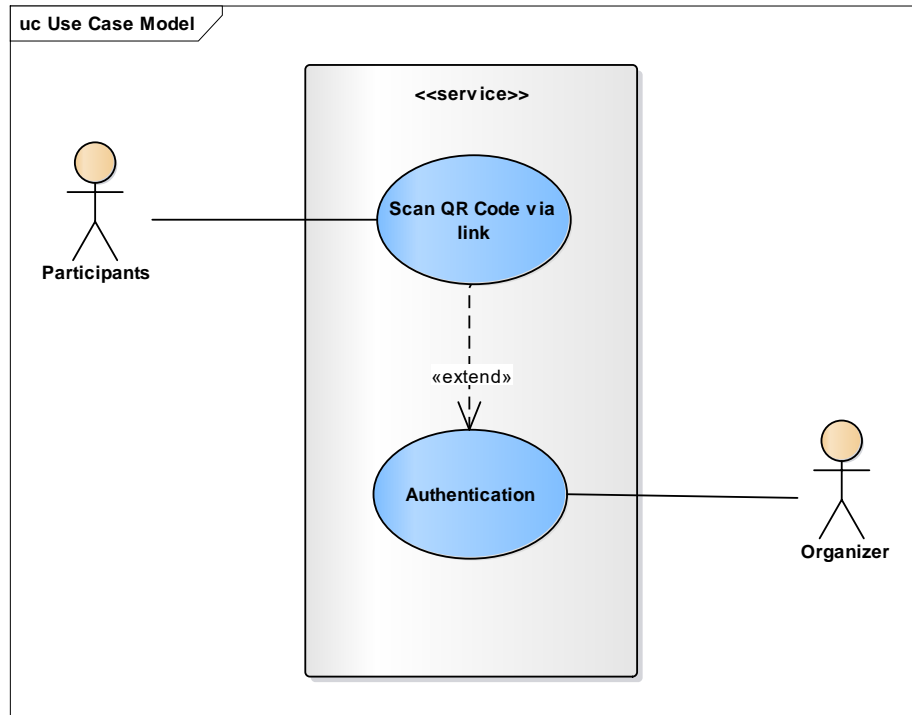 uc Use Case Model
<<service>>
Scan QR Code via
link
Participants
«extend»
Authentication
Organizer